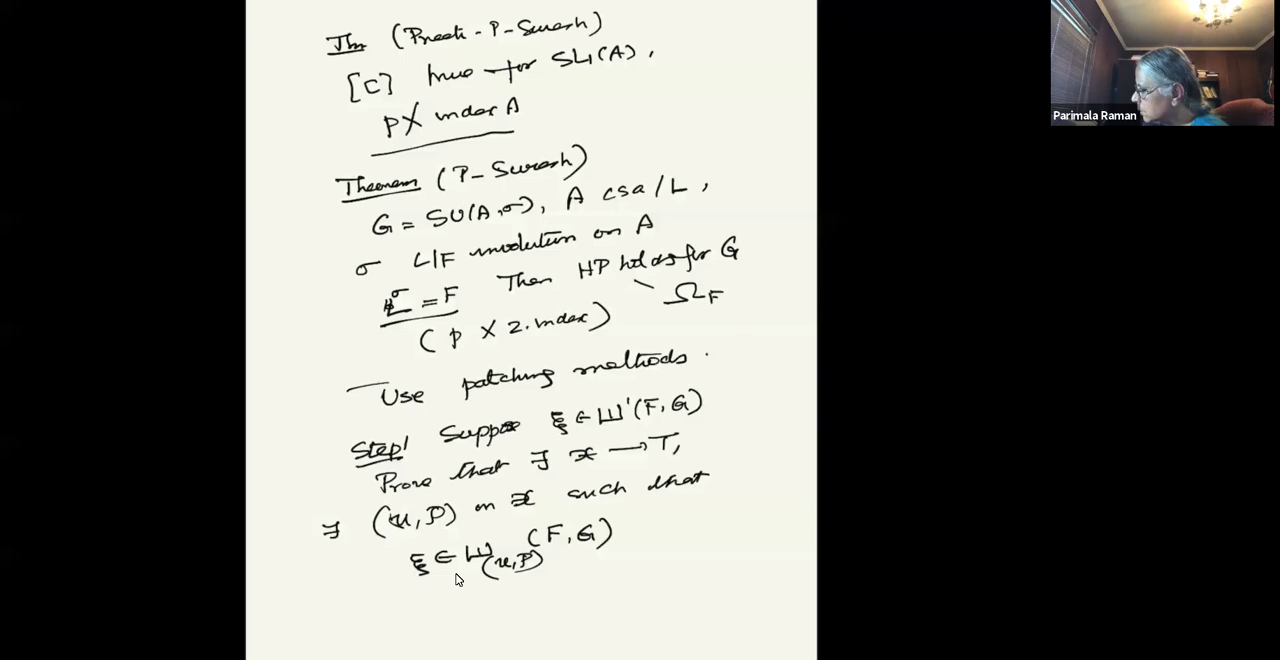 Thm (Preeti - P - Suresh)
[C] true for SL₁(A),
p ∤ index A
Theorem (P - Suresh)
G = SU(A, σ), A csa / L,
σ L/F involution on A
L^σ = F Then HP holds for G
Ω_F
(p ∤ 2. index)
Use patching methods.
Step 1 Suppose ξ ∈ Ш'(F, G)
Prove that ∃ 𝒳 → T,
∃ (U, P) on 𝒳 such that
ξ ∈ Ш_(U, P) (F, G)
Parimala Raman